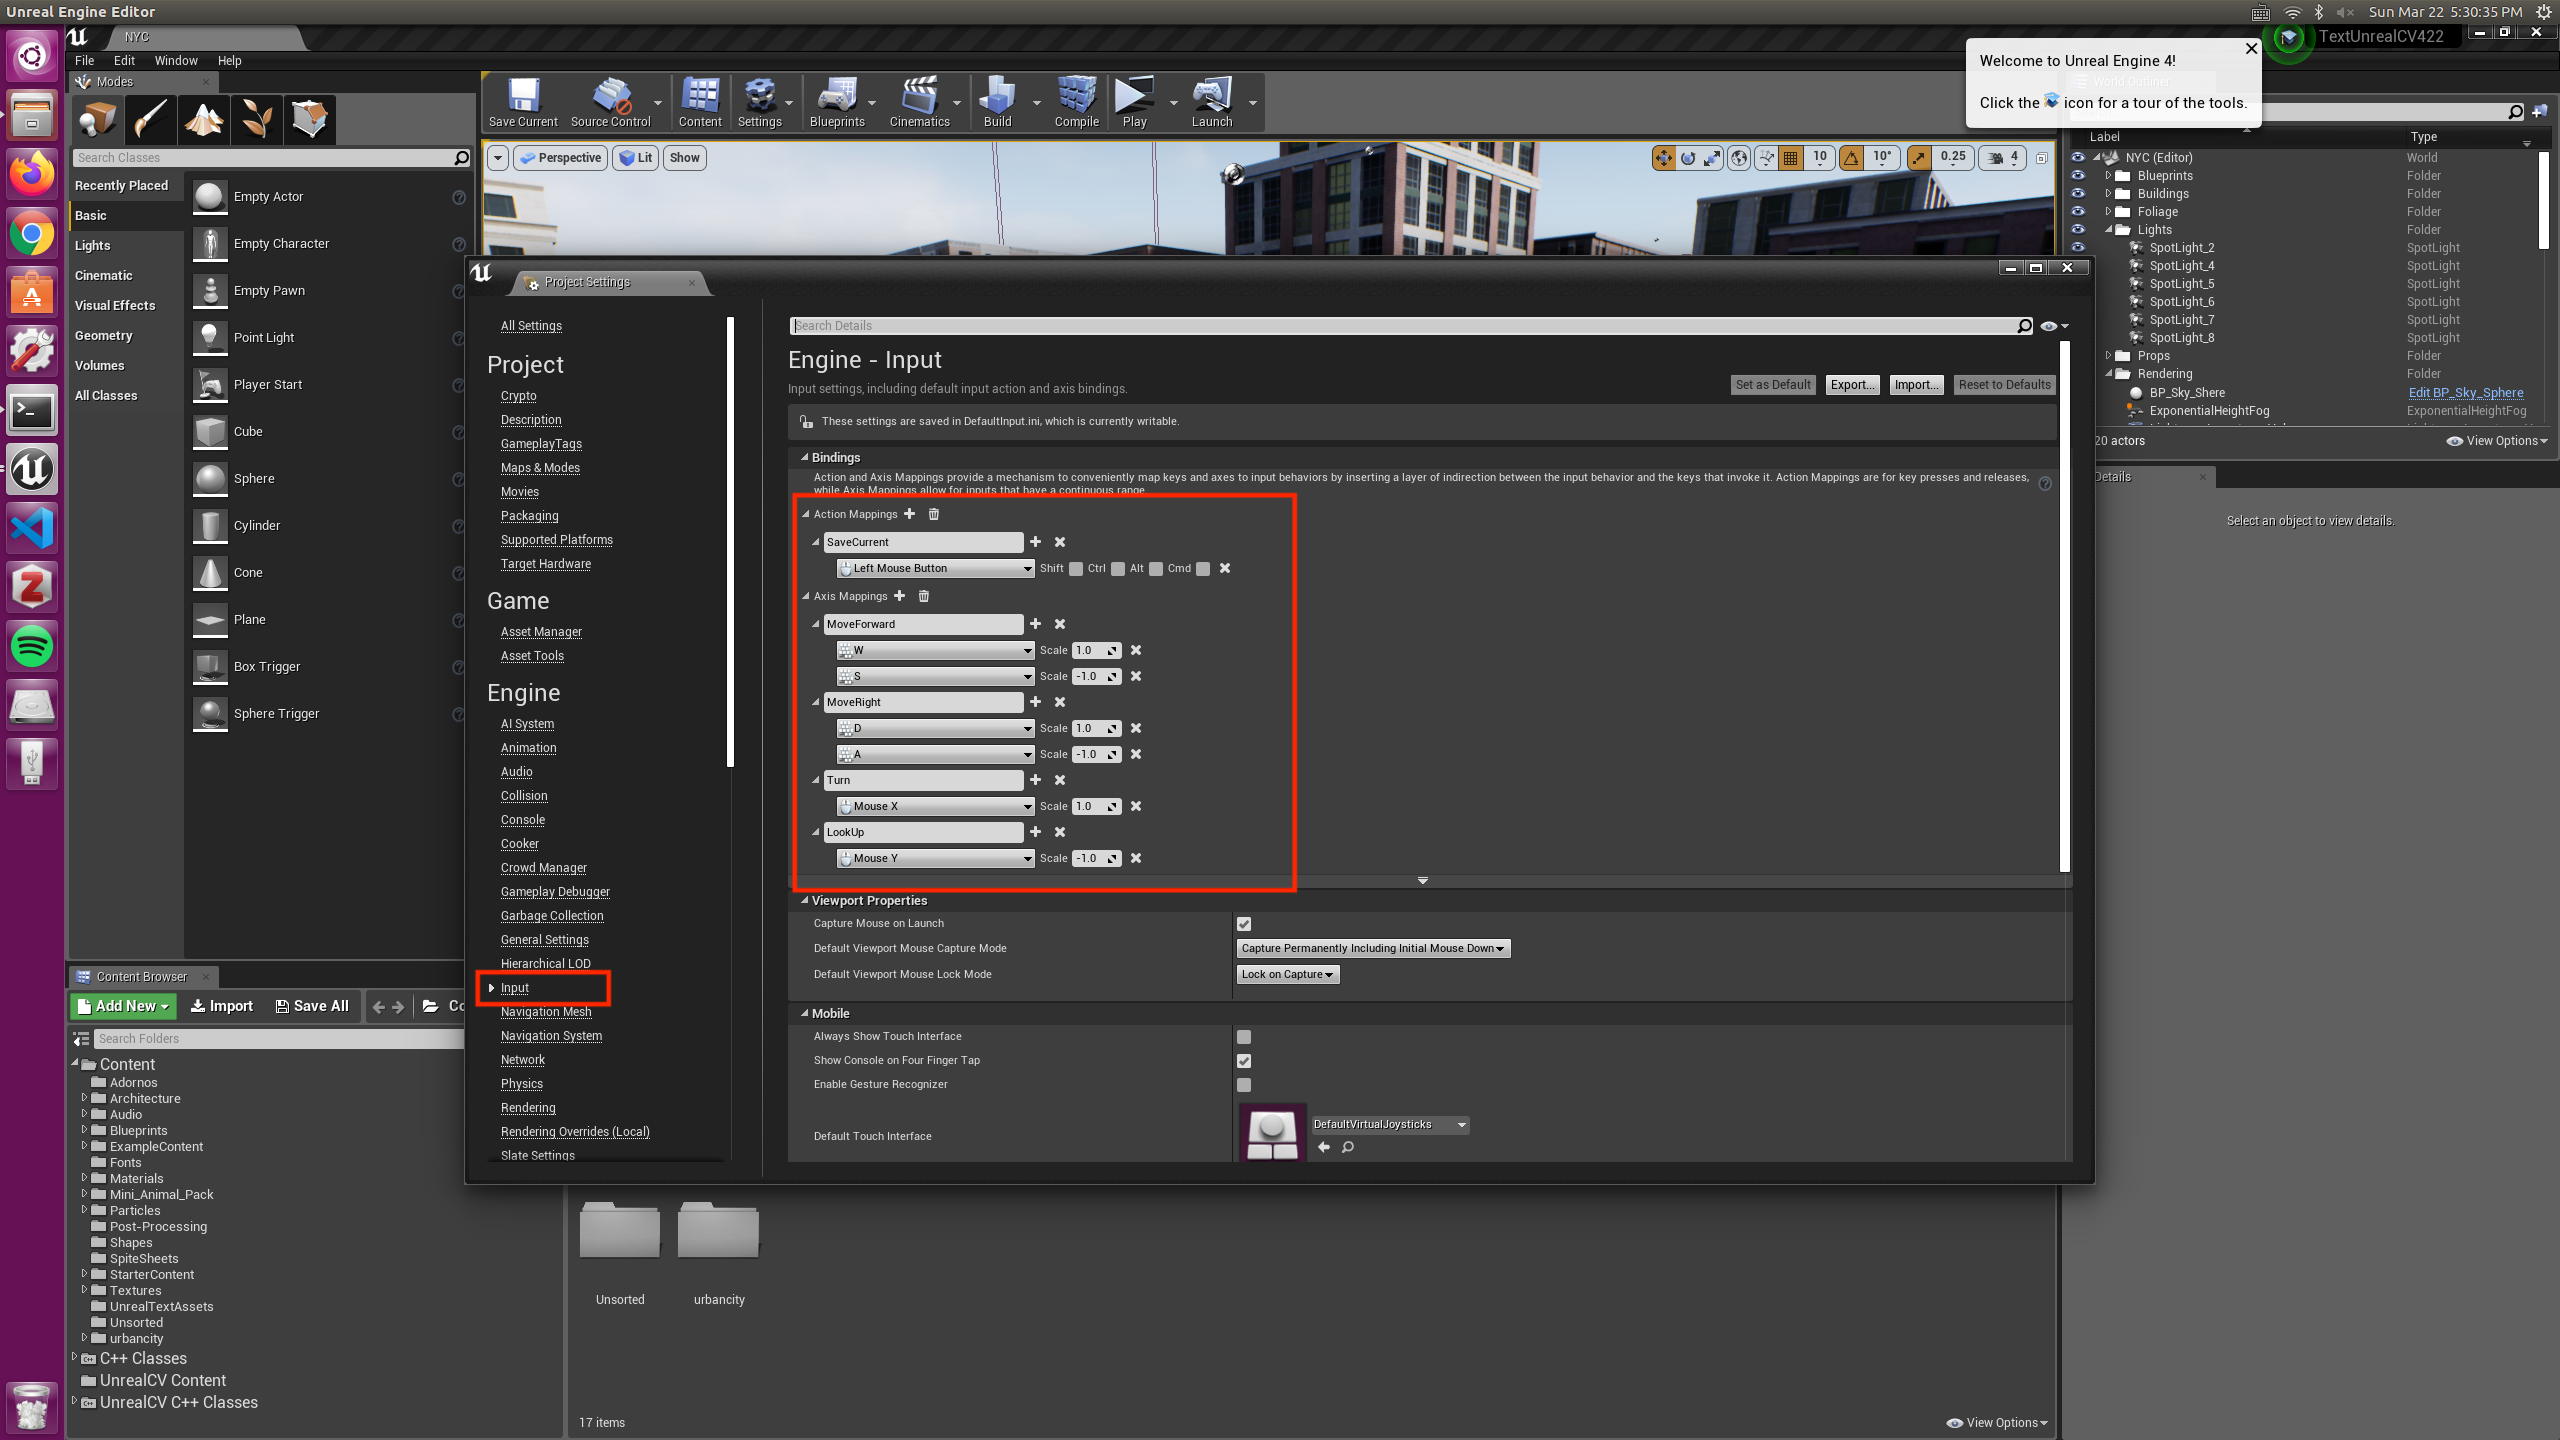 Unreal Engine Editor
Sun Mar 22 5:30:35 PM
NYC
TextUnrealCV422
File Edit Window Help
Welcome to Unreal Engine 4!
Click the icon for a tour of the tools.
Modes
World Outliner
Save Current Source Control Content Settings Blueprints Cinematics Build Compile Play Launch
Search Classes
Recently Placed
Basic
Lights
Cinematic
Visual Effects
Geometry
Volumes
All Classes
Empty Actor
Empty Character
Empty Pawn
Point Light
Player Start
Cube
Sphere
Cylinder
Cone
Plane
Box Trigger
Sphere Trigger
Perspective Lit Show
10 10° 0.25 4
Label Type
NYC (Editor) World
Blueprints Folder
Buildings Folder
Foliage Folder
Lights Folder
SpotLight_2 SpotLight
SpotLight_4 SpotLight
SpotLight_5 SpotLight
SpotLight_6 SpotLight
SpotLight_7 SpotLight
SpotLight_8 SpotLight
Props Folder
Rendering Folder
BP_Sky_Shere Edit BP_Sky_Sphere
ExponentialHeightFog ExponentialHeightFog
20 actors View Options
Details
Select an object to view details.
Project Settings
All Settings
Project
Crypto
Description
GameplayTags
Maps & Modes
Movies
Packaging
Supported Platforms
Target Hardware
Game
Asset Manager
Asset Tools
Engine
AI System
Animation
Audio
Collision
Console
Cooker
Crowd Manager
Gameplay Debugger
Garbage Collection
General Settings
Hierarchical LOD
Input
Navigation Mesh
Navigation System
Network
Physics
Rendering
Rendering Overrides (Local)
Slate Settings
Search Details
Engine - Input
Input settings, including default input action and axis bindings.
Set as Default Export... Import... Reset to Defaults
These settings are saved in DefaultInput.ini, which is currently writable.
Bindings
Action and Axis Mappings provide a mechanism to conveniently map keys and axes to input behaviors by inserting a layer of indirection between the input behavior and the keys that invoke it. Action Mappings are for key presses and releases,
while Axis Mappings allow for inputs that have a continuous range
Action Mappings
SaveCurrent
Left Mouse Button Shift Ctrl Alt Cmd
Axis Mappings
MoveForward
W Scale 1.0
S Scale -1.0
MoveRight
D Scale 1.0
A Scale -1.0
Turn
Mouse X Scale 1.0
LookUp
Mouse Y Scale -1.0
Viewport Properties
Capture Mouse on Launch
Default Viewport Mouse Capture Mode Capture Permanently Including Initial Mouse Down
Default Viewport Mouse Lock Mode Lock on Capture
Mobile
Always Show Touch Interface
Show Console on Four Finger Tap
Enable Gesture Recognizer
Default Touch Interface DefaultVirtualJoysticks
Content Browser
Add New Import Save All Co
Search Folders
Content
Adornos
Architecture
Audio
Blueprints
ExampleContent
Fonts
Materials
Mini_Animal_Pack
Particles
Post-Processing
Shapes
SpiteSheets
StarterContent
Textures
UnrealTextAssets
Unsorted
urbancity
C++ Classes
UnrealCV Content
UnrealCV C++ Classes
Unsorted urbancity
17 items View Options